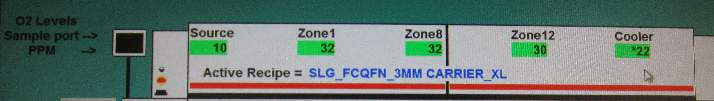 O2 Levels
Sample port -->
PPM -->
Source Zone1 Zone8 Zone12 Cooler
10 32 32 30 *22
Active Recipe = SLG_FCQFN_3MM CARRIER_XL